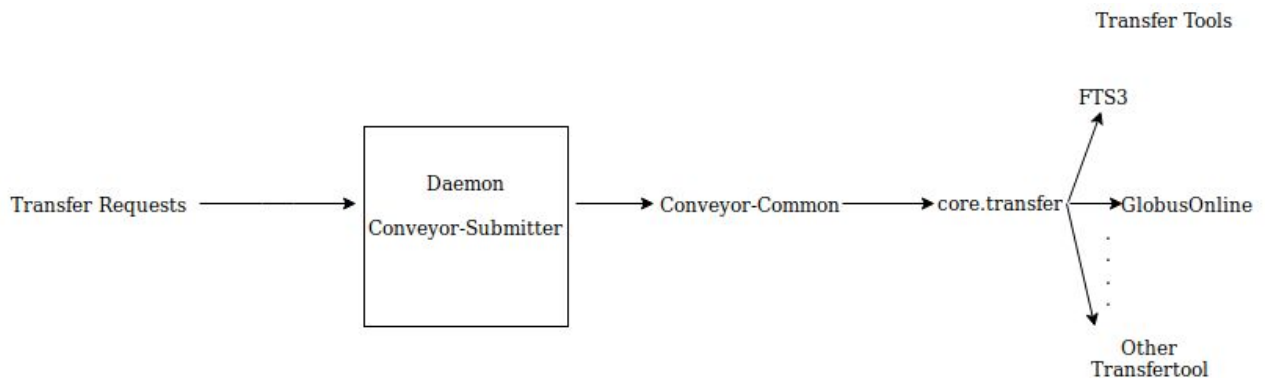 Transfer Tools
FTS3
Daemon
Transfer Requests
Conveyor-Submitter
Conveyor-Common
core.transfer
GlobusOnline
Other
Transfertool